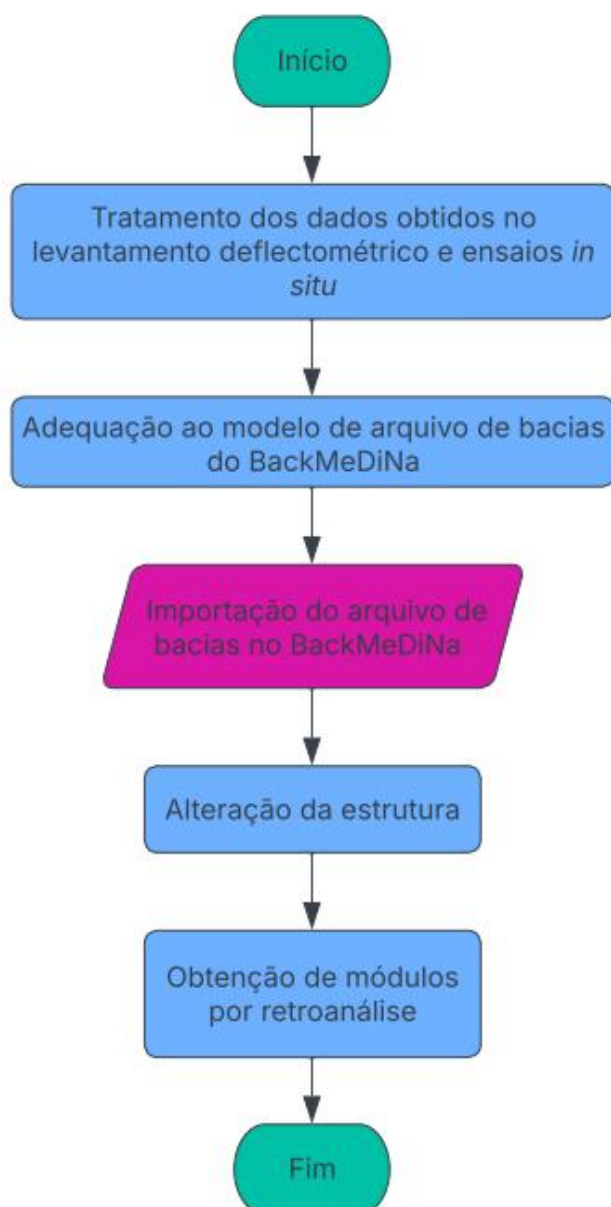 Início
Tratamento dos dados obtidos no
levantamento deflectométrico e ensaios in
situ
Adequação ao modelo de arquivo de bacias
do BackMeDiNa
Importação do arquivo de
bacias no BackMeDiNa
Alteração da estrutura
Obtenção de módulos
por retroanálise
Fim